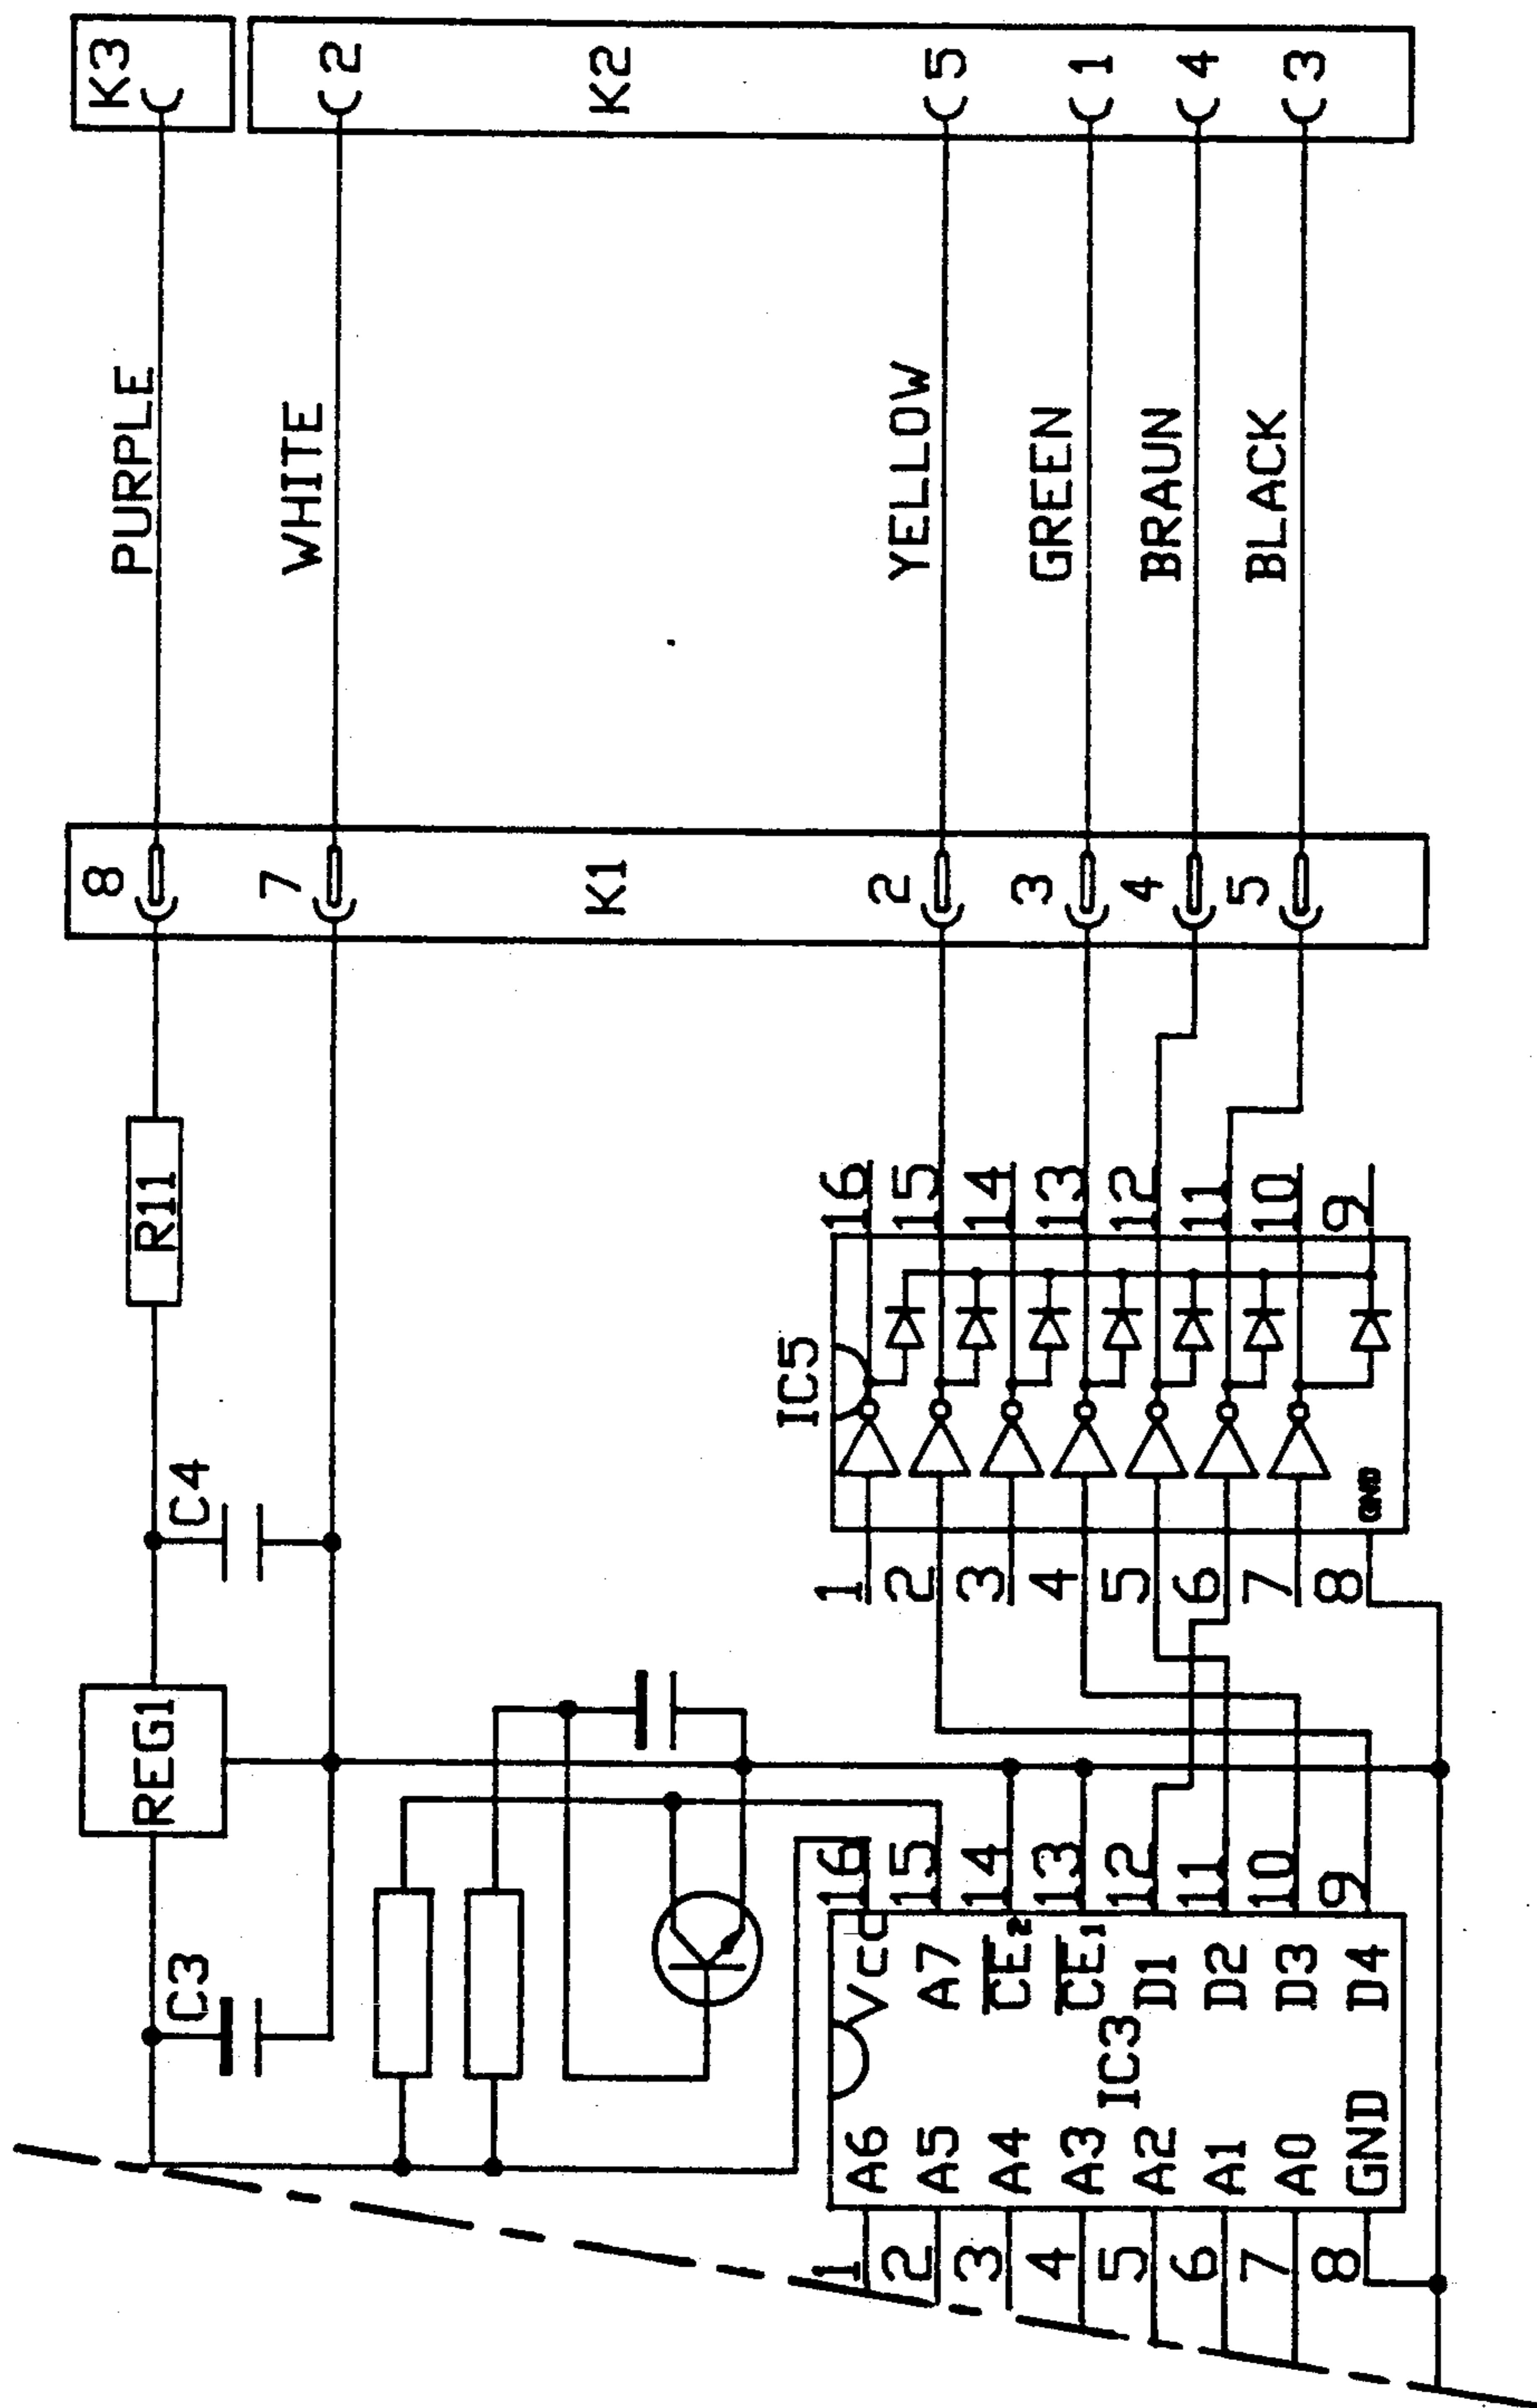 K3
2
K2
5
1
4
3
PURPLE
WHITE
YELLOW
GREEN
BRAUN
BLACK
8
7
K1
2
3
4
5
R11
16
15
14
13
12
11
10
9
IC5
C4
GND
1
2
3
4
5
6
7
8
REG1
C3
16
15
14
13
12
11
10
9
Vcc
A7
CE2
CE1
D1
D2
D3
D4
IC3
A6
A5
A4
A3
A2
A1
A0
GND
1
2
3
4
5
6
7
8